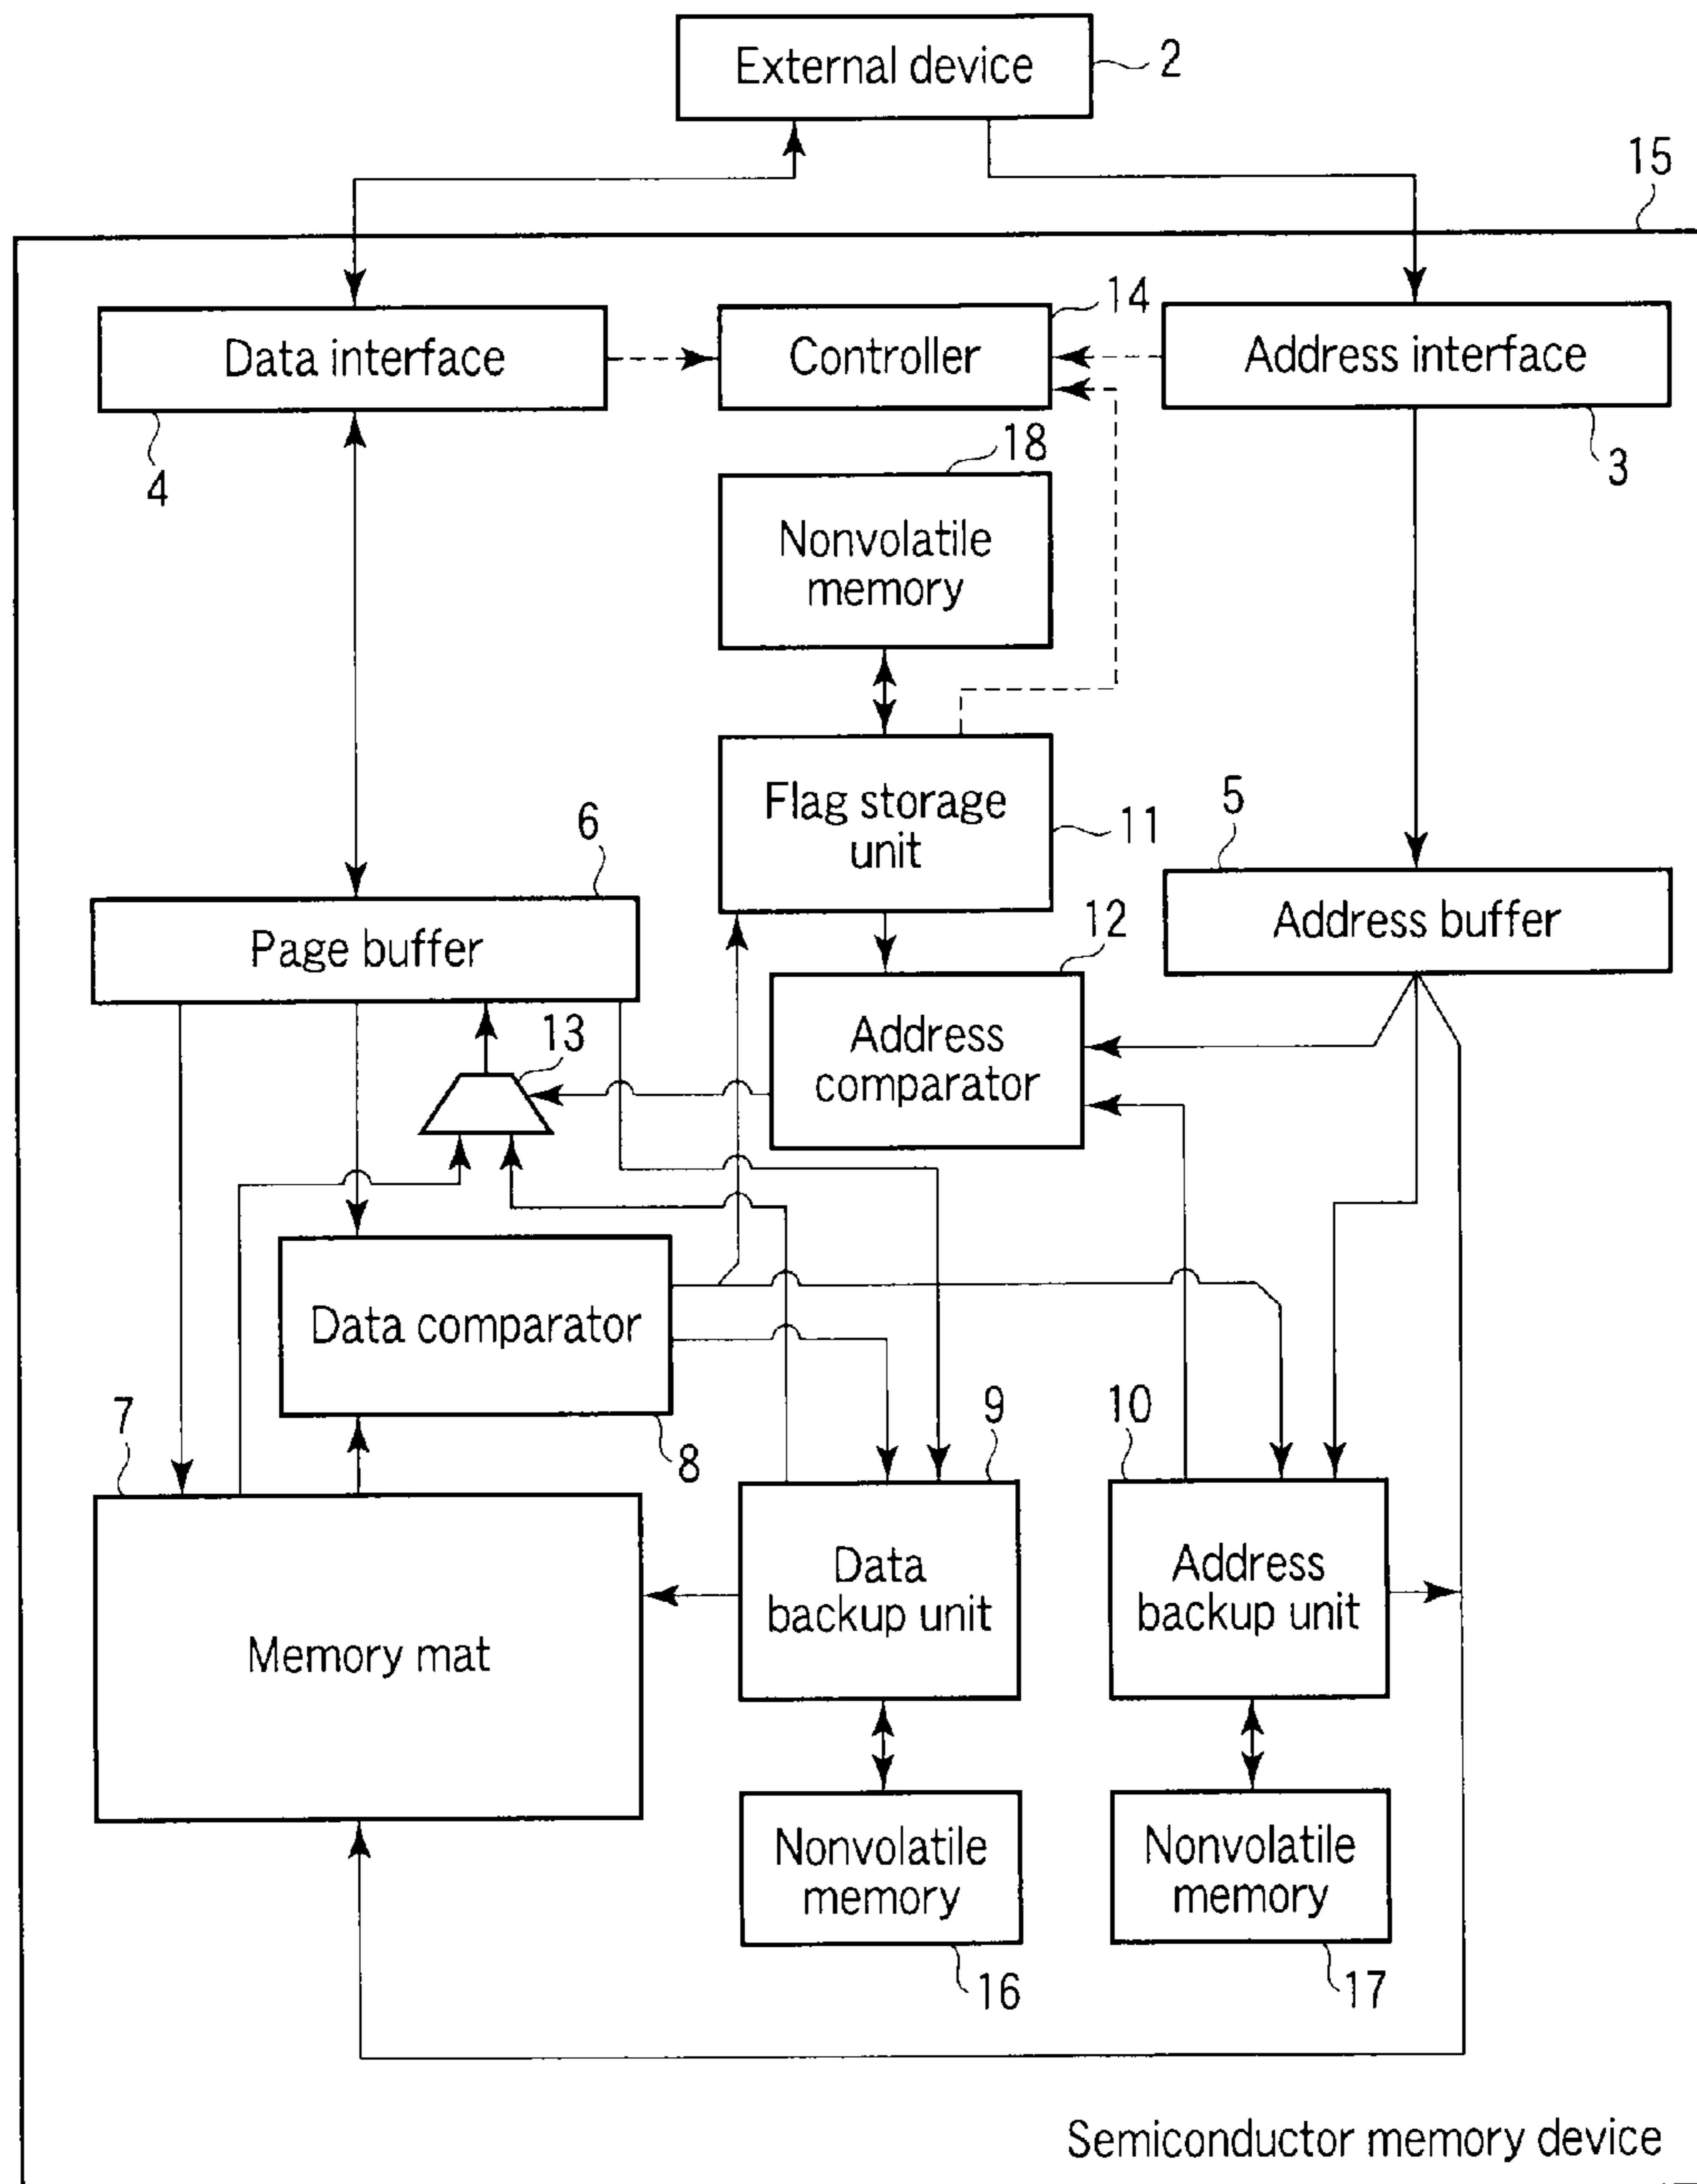 External device
2
15
Data interface
4
Controller
14
Address interface
3
18
Nonvolatile
memory
Flag storage
unit
11
5
Address buffer
6
Page buffer
12
Address
comparator
13
Data comparator
8
7
Memory mat
9
Data
backup unit
10
Address
backup unit
Nonvolatile
memory
16
Nonvolatile
memory
17
Semiconductor memory device